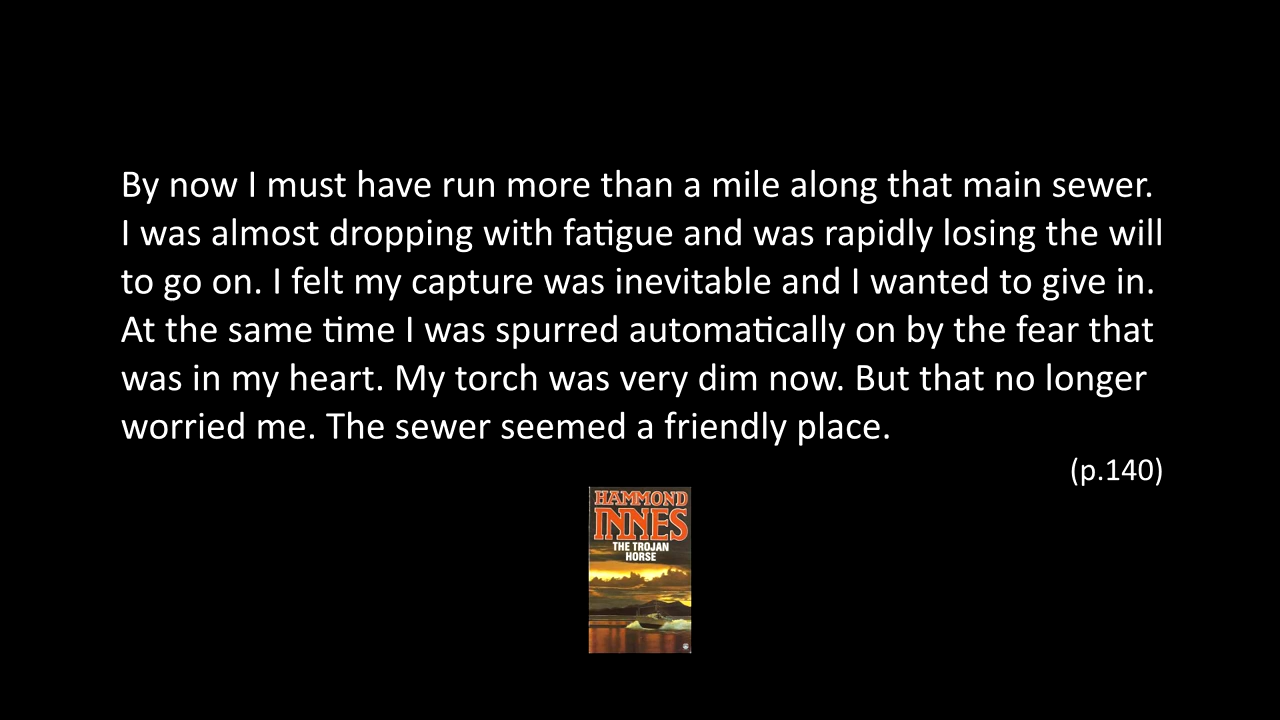 By now I must have run more than a mile along that main sewer.
I was almost dropping with fatigue and was rapidly losing the will
to go on. I felt my capture was inevitable and I wanted to give in.
At the same time I was spurred automatically on by the fear that
was in my heart. My torch was very dim now. But that no longer
worried me. The sewer seemed a friendly place.
(p.140)
HAMMOND
INNES
THE TROJAN
HORSE